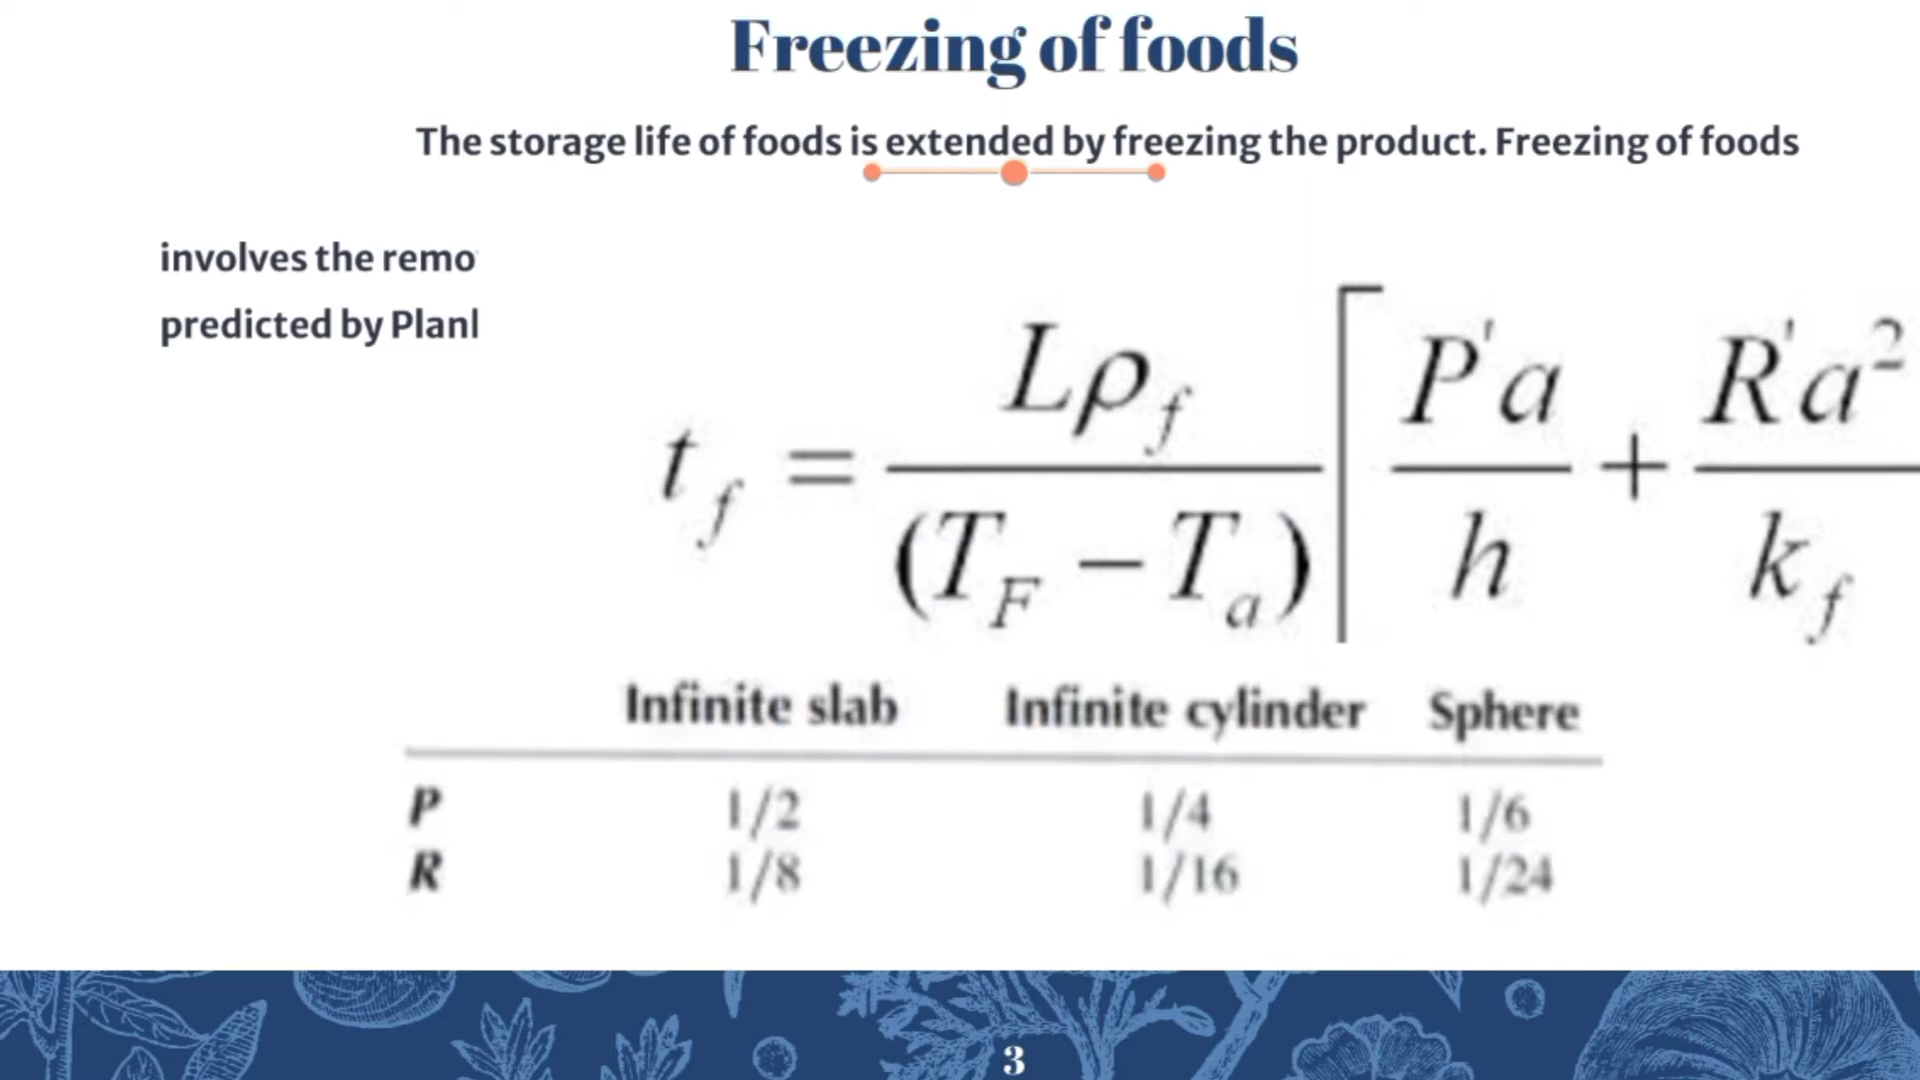 Freezing of foods
The storage life of foods is extended by freezing the product. Freezing of foods
involves the remo
predicted by Planl
t_f = Lρ_f / (T_F − T_a) [ P'a / h + R'a² / k_f
Infinite slab Infinite cylinder Sphere
P 1/2 1/4 1/6
R 1/8 1/16 1/24
3